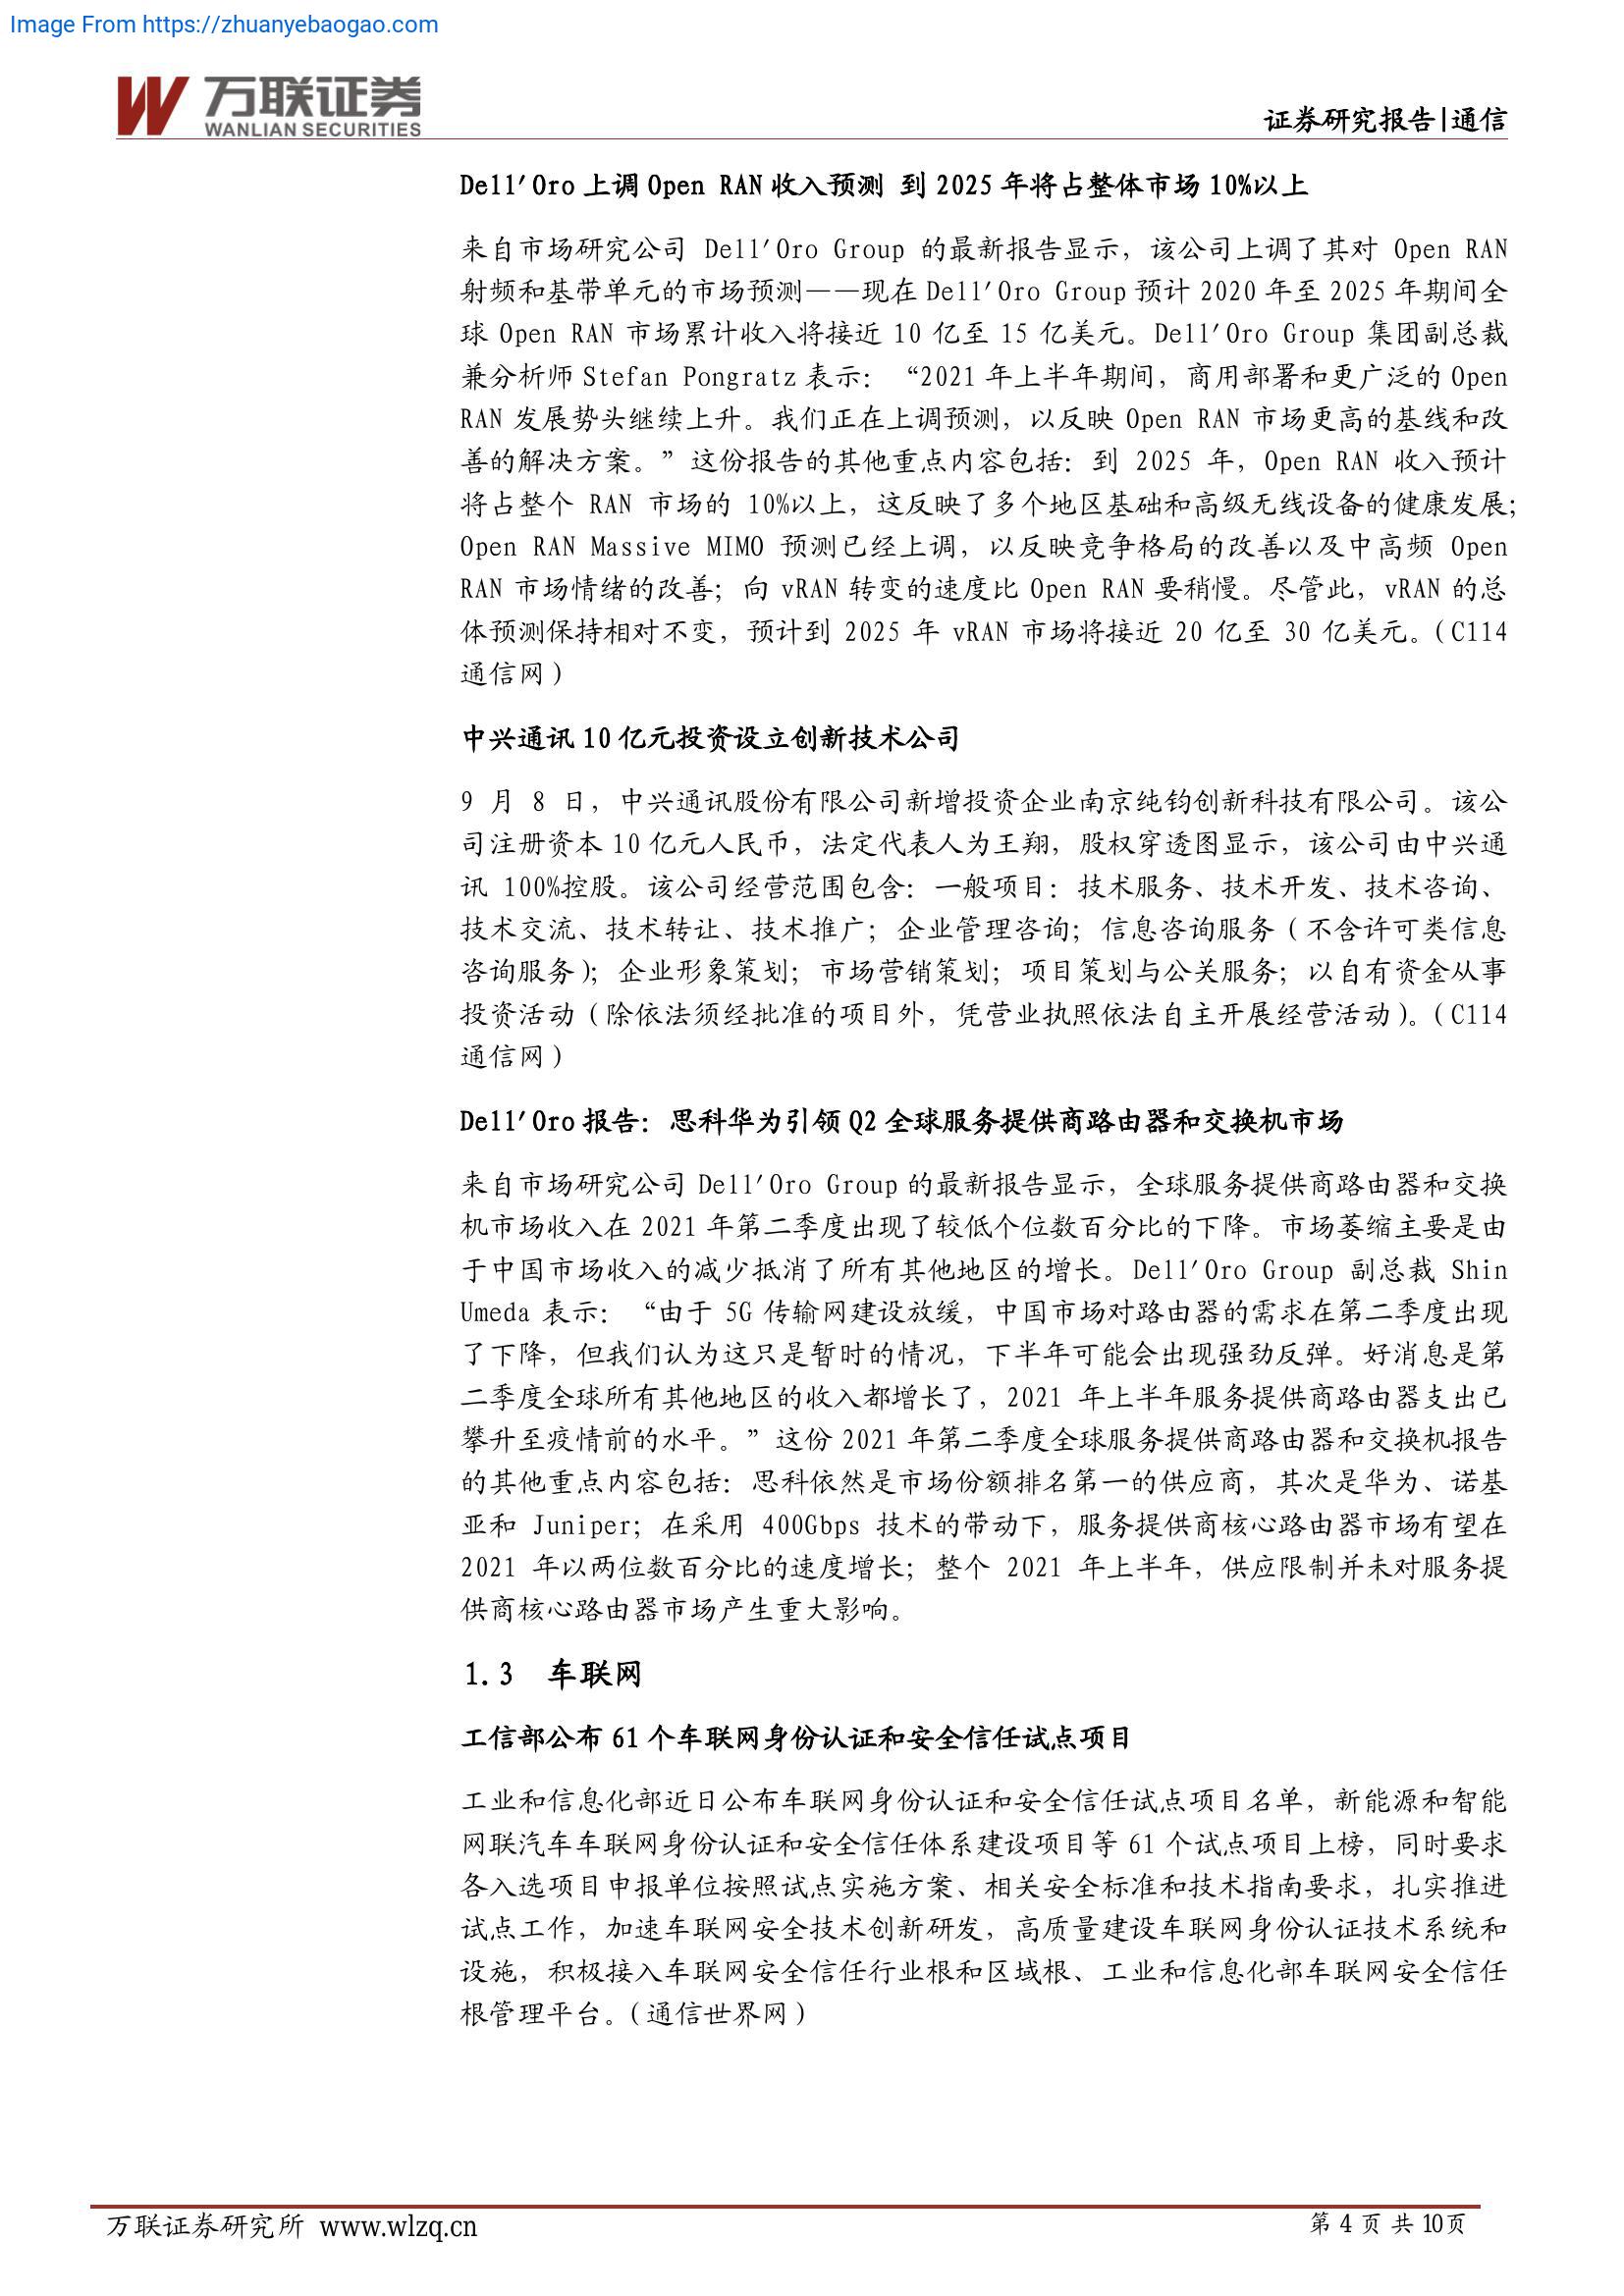 Image From https://zhuanyebaogao.com
万联证券
WANLIAN SECURITIES
证券研究报告|通信
Dell'Oro 上调 Open RAN 收入预测 到 2025 年将占整体市场 10%以上
来自市场研究公司 Dell'Oro Group 的最新报告显示，该公司上调了其对 Open RAN
射频和基带单元的市场预测——现在 Dell'Oro Group 预计 2020 年至 2025 年期间全
球 Open RAN 市场累计收入将接近 10 亿至 15 亿美元。Dell'Oro Group 集团副总裁
兼分析师 Stefan Pongratz 表示：“2021 年上半年期间，商用部署和更广泛的 Open
RAN 发展势头继续上升。我们正在上调预测，以反映 Open RAN 市场更高的基线和改
善的解决方案。”这份报告的其他重点内容包括：到 2025 年，Open RAN 收入预计
将占整个 RAN 市场的 10%以上，这反映了多个地区基础和高级无线设备的健康发展；
Open RAN Massive MIMO 预测已经上调，以反映竞争格局的改善以及中高频 Open
RAN 市场情绪的改善；向 vRAN 转变的速度比 Open RAN 要稍慢。尽管此，vRAN 的总
体预测保持相对不变，预计到 2025 年 vRAN 市场将接近 20 亿至 30 亿美元。（C114
通信网）
中兴通讯 10 亿元投资设立创新技术公司
9 月 8 日，中兴通讯股份有限公司新增投资企业南京纯钧创新科技有限公司。该公
司注册资本 10 亿元人民币，法定代表人为王翔，股权穿透图显示，该公司由中兴通
讯 100%控股。该公司经营范围包含：一般项目：技术服务、技术开发、技术咨询、
技术交流、技术转让、技术推广；企业管理咨询；信息咨询服务（不含许可类信息
咨询服务）；企业形象策划；市场营销策划；项目策划与公关服务；以自有资金从事
投资活动（除依法须经批准的项目外，凭营业执照依法自主开展经营活动）。（C114
通信网）
Dell'Oro 报告：思科华为引领 Q2 全球服务提供商路由器和交换机市场
来自市场研究公司 Dell'Oro Group 的最新报告显示，全球服务提供商路由器和交换
机市场收入在 2021 年第二季度出现了较低个位数百分比的下降。市场萎缩主要是由
于中国市场收入的减少抵消了所有其他地区的增长。Dell'Oro Group 副总裁 Shin
Umeda 表示：“由于 5G 传输网建设放缓，中国市场对路由器的需求在第二季度出现
了下降，但我们认为这只是暂时的情况，下半年可能会出现强劲反弹。好消息是第
二季度全球所有其他地区的收入都增长了，2021 年上半年服务提供商路由器支出已
攀升至疫情前的水平。”这份 2021 年第二季度全球服务提供商路由器和交换机报告
的其他重点内容包括：思科依然是市场份额排名第一的供应商，其次是华为、诺基
亚和 Juniper；在采用 400Gbps 技术的带动下，服务提供商核心路由器市场有望在
2021 年以两位数百分比的速度增长；整个 2021 年上半年，供应限制并未对服务提
供商核心路由器市场产生重大影响。
1.3 车联网
工信部公布 61 个车联网身份认证和安全信任试点项目
工业和信息化部近日公布车联网身份认证和安全信任试点项目名单，新能源和智能
网联汽车车联网身份认证和安全信任体系建设项目等 61 个试点项目上榜，同时要求
各入选项目申报单位按照试点实施方案、相关安全标准和技术指南要求，扎实推进
试点工作，加速车联网安全技术创新研发，高质量建设车联网身份认证技术系统和
设施，积极接入车联网安全信任行业根和区域根、工业和信息化部车联网安全信任
根管理平台。（通信世界网）
万联证券研究所 www.wlzq.cn
第 4 页 共 10页